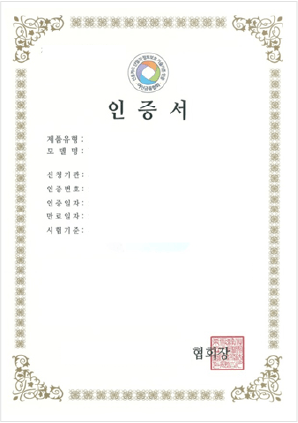 인 증 서
제품유형 :
모 델 명 :
신청기관 :
인증번호 :
인증일자 :
만료일자 :
시험기준 :
협회장